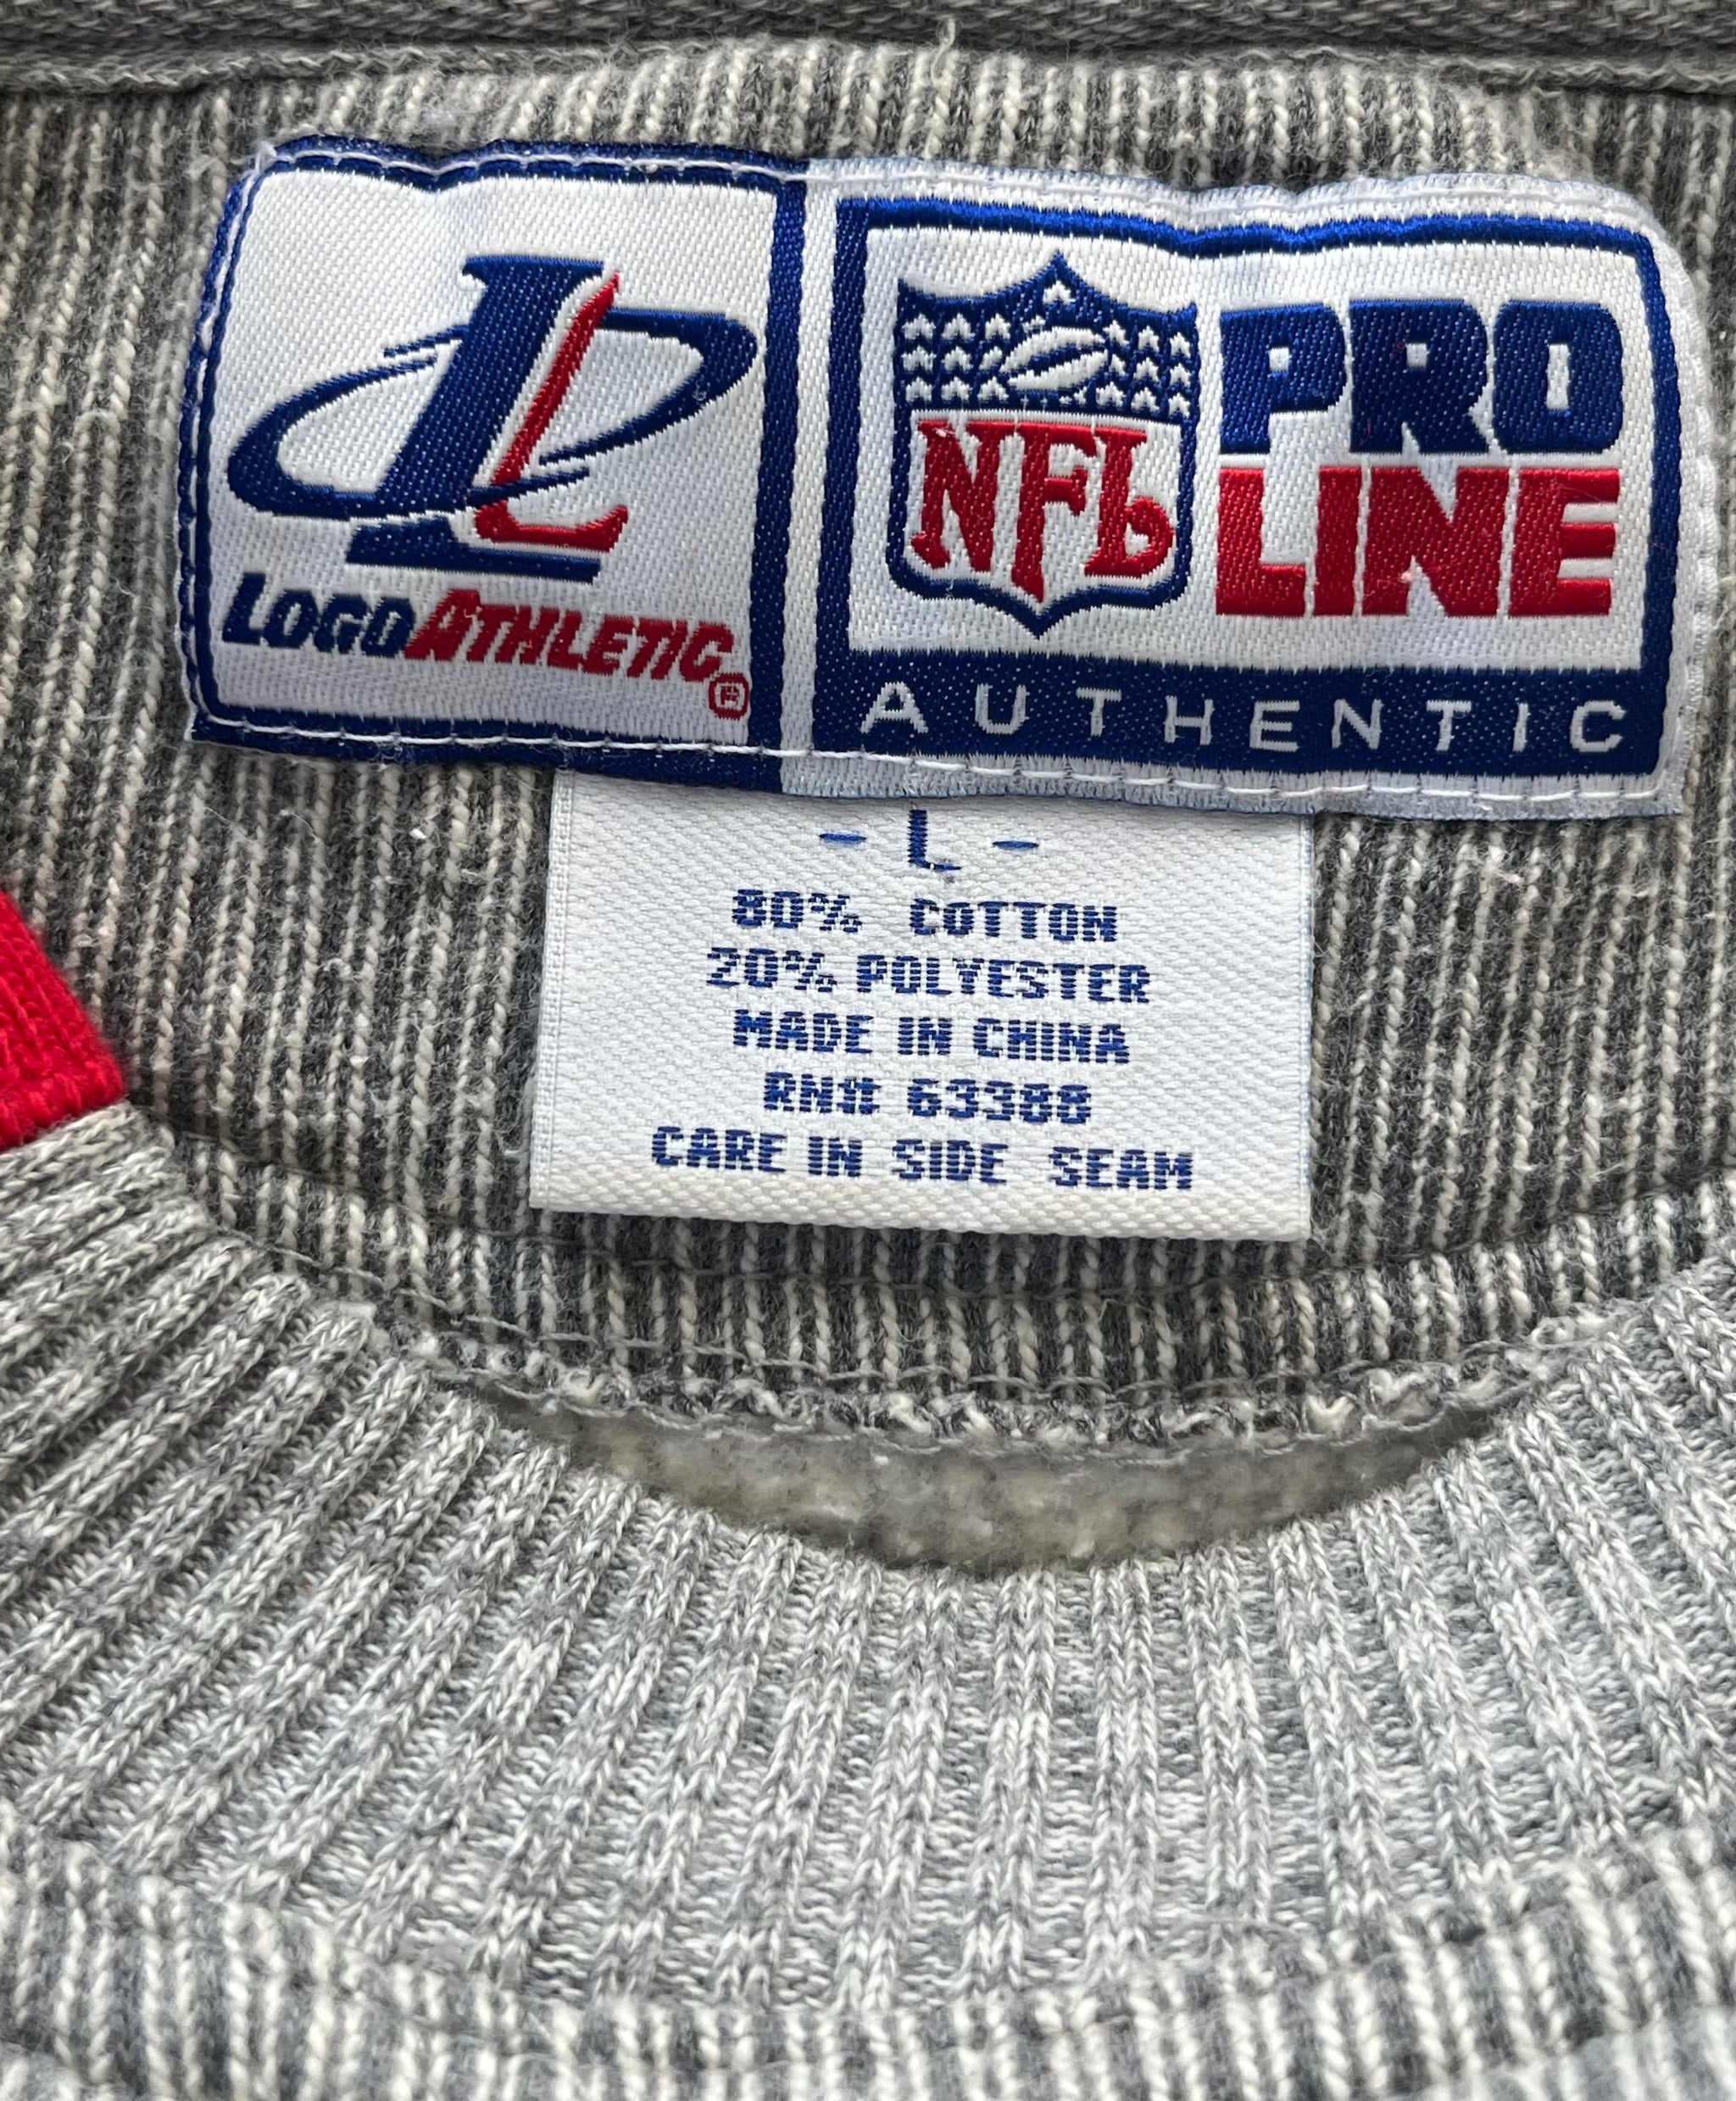 L
LOGO ATHLETIC®
NFL
PRO
LINE
AUTHENTIC
- L -
80% COTTON
20% POLYESTER
MADE IN CHINA
RN# 63388
CARE IN SIDE SEAM